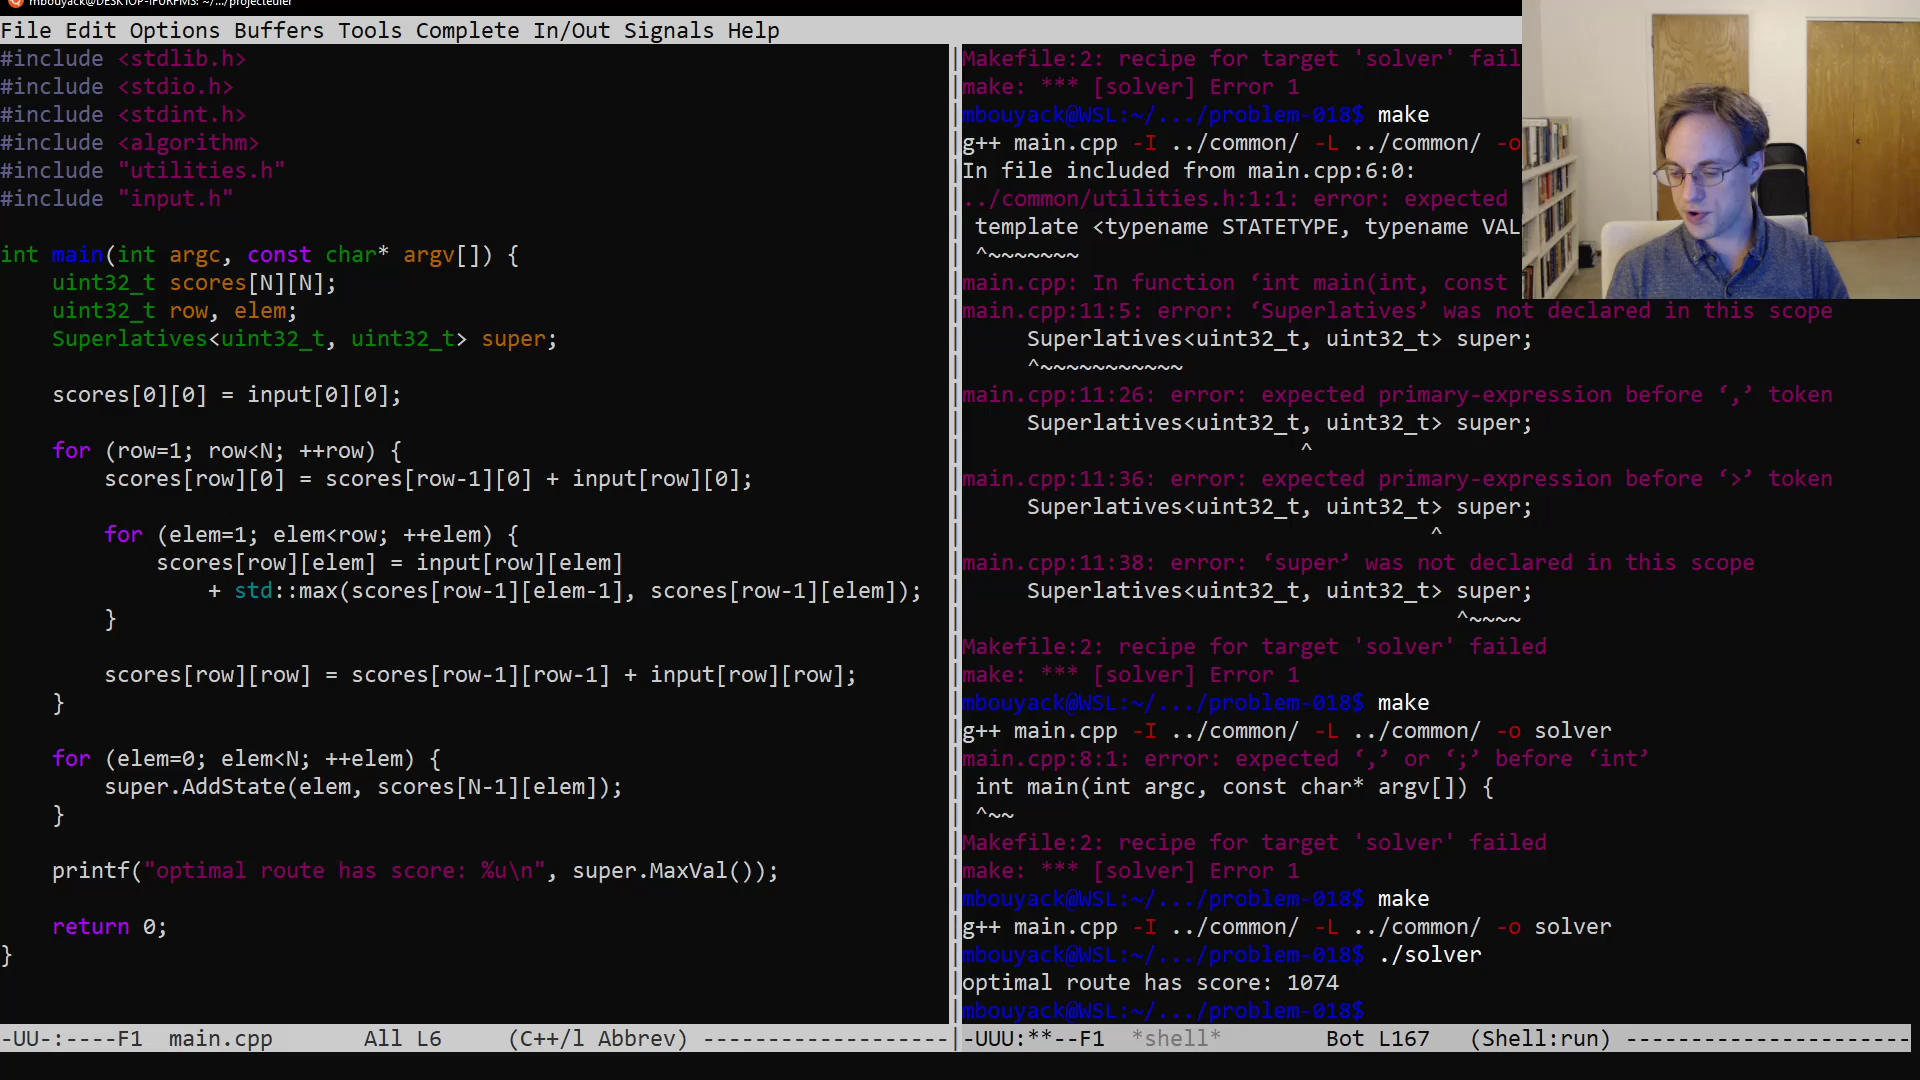 mbouyack@DESKTOP-IFURFMS: ~/.../projecteuler
File Edit Options Buffers Tools Complete In/Out Signals Help
#include <stdlib.h>
#include <stdio.h>
#include <stdint.h>
#include <algorithm>
#include "utilities.h"
#include "input.h"
int main(int argc, const char* argv[]) {
uint32_t scores[N][N];
uint32_t row, elem;
Superlatives<uint32_t, uint32_t> super;
scores[0][0] = input[0][0];
for (row=1; row<N; ++row) {
scores[row][0] = scores[row-1][0] + input[row][0];
for (elem=1; elem<row; ++elem) {
scores[row][elem] = input[row][elem]
+ std::max(scores[row-1][elem-1], scores[row-1][elem]);
}
scores[row][row] = scores[row-1][row-1] + input[row][row];
}
for (elem=0; elem<N; ++elem) {
super.AddState(elem, scores[N-1][elem]);
}
printf("optimal route has score: %u\n", super.MaxVal());
return 0;
}
-UU-:----F1 main.cpp All L6 (C++/l Abbrev) -------------------
Makefile:2: recipe for target 'solver' fail
make: *** [solver] Error 1
mbouyack@WSL:~/.../problem-018$ make
g++ main.cpp -I ../common/ -L ../common/ -o
In file included from main.cpp:6:0:
../common/utilities.h:1:1: error: expected
template <typename STATETYPE, typename VAL
^~~~~~~~
main.cpp: In function ‘int main(int, const
main.cpp:11:5: error: ‘Superlatives’ was not declared in this scope
Superlatives<uint32_t, uint32_t> super;
^~~~~~~~~~~~
main.cpp:11:26: error: expected primary-expression before ‘,’ token
Superlatives<uint32_t, uint32_t> super;
^
main.cpp:11:36: error: expected primary-expression before ‘>’ token
Superlatives<uint32_t, uint32_t> super;
^
main.cpp:11:38: error: ‘super’ was not declared in this scope
Superlatives<uint32_t, uint32_t> super;
^~~~~
Makefile:2: recipe for target 'solver' failed
make: *** [solver] Error 1
mbouyack@WSL:~/.../problem-018$ make
g++ main.cpp -I ../common/ -L ../common/ -o solver
main.cpp:8:1: error: expected ‘,’ or ‘;’ before ‘int’
int main(int argc, const char* argv[]) {
^~~
Makefile:2: recipe for target 'solver' failed
make: *** [solver] Error 1
mbouyack@WSL:~/.../problem-018$ make
g++ main.cpp -I ../common/ -L ../common/ -o solver
mbouyack@WSL:~/.../problem-018$ ./solver
optimal route has score: 1074
mbouyack@WSL:~/.../problem-018$
-UUU:**--F1 *shell* Bot L167 (Shell:run) ----------------------